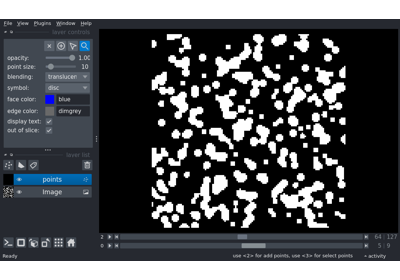 File View Plugins Window Help
layer controls
opacity: 1.00
point size: 10
blending: translucen
symbol: disc
face color: blue
edge color: dimgrey
display text:
out of slice:
layer list
points
Image
2 64 127
0 5 9
Ready use <2> for add points, use <3> for select points activity